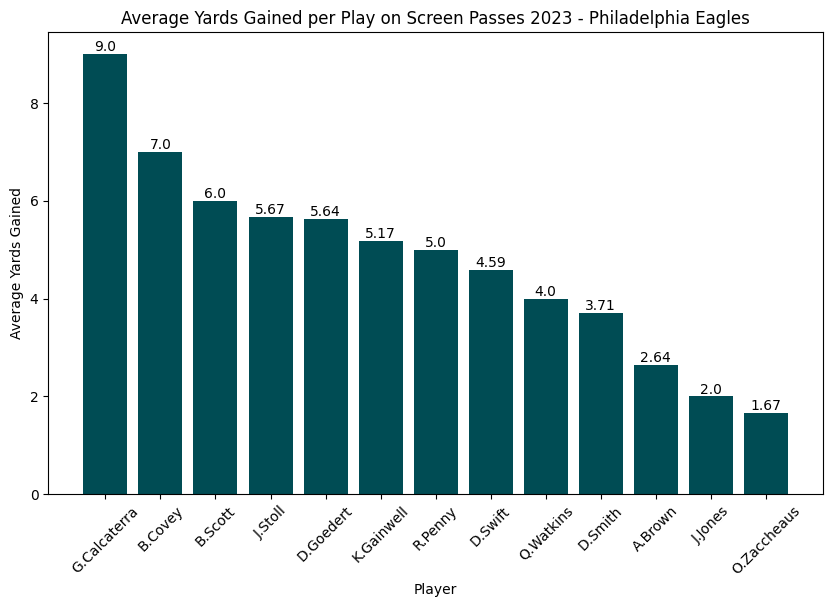 Average Yards Gained per Play on Screen Passes 2023 - Philadelphia Eagles
Average Yards Gained
8
6
4
2
0
9.0
7.0
6.0
5.67
5.64
5.17
5.0
4.59
4.0
3.71
2.64
2.0
1.67
G.Calcaterra
B.Covey
B.Scott
J.Stoll
D.Goedert
K.Gainwell
R.Penny
D.Swift
Q.Watkins
D.Smith
A.Brown
J.Jones
O.Zaccheaus
Player